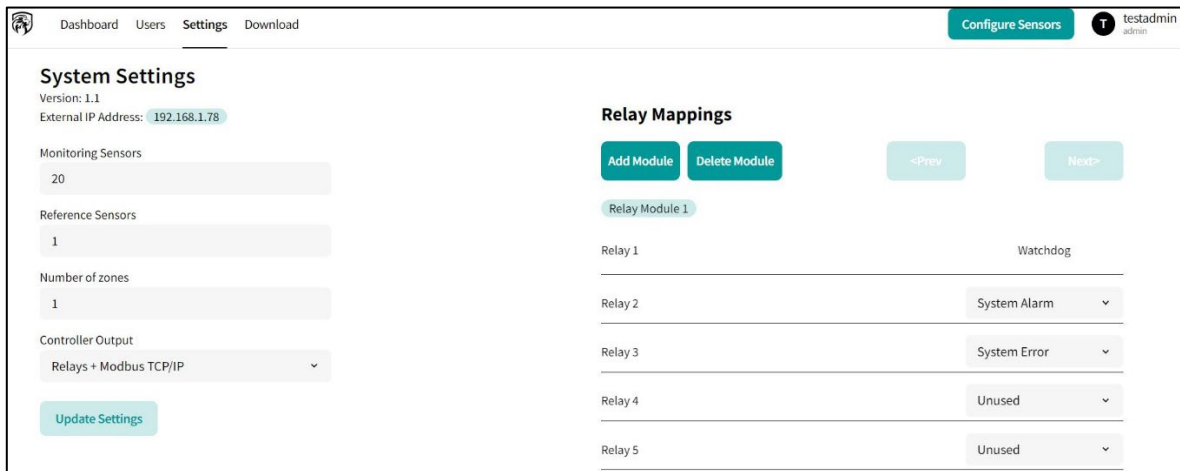 Dashboard Users Settings Download Configure Sensors T testadmin
admin
System Settings
Version: 1.1
External IP Address: 192.168.1.78
Monitoring Sensors
20
Reference Sensors
1
Number of zones
1
Controller Output
Relays + Modbus TCP/IP
Update Settings
Relay Mappings
Add Module Delete Module <Prev Next>
Relay Module 1
Relay 1 Watchdog
Relay 2 System Alarm
Relay 3 System Error
Relay 4 Unused
Relay 5 Unused